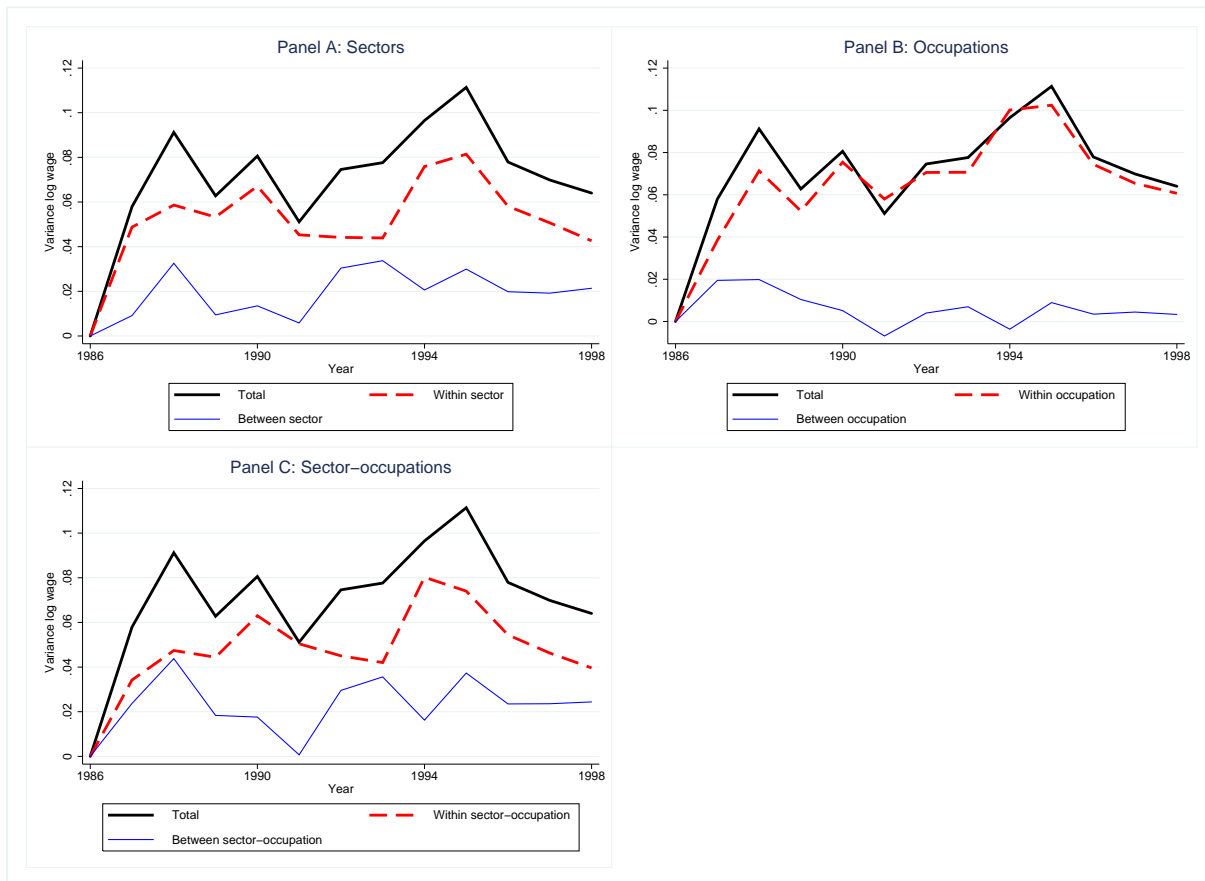 Panel A: Sectors
Variance log wage
.12
.1
.08
.06
.04
.02
0
1986 1990 1994 1998
Year
Total Within sector
Between sector
Panel B: Occupations
Variance log wage
.12
.1
.08
.06
.04
.02
0
1986 1990 1994 1998
Year
Total Within occupation
Between occupation
Panel C: Sector−occupations
Variance log wage
.12
.1
.08
.06
.04
.02
0
1986 1990 1994 1998
Year
Total Within sector−occupation
Between sector−occupation